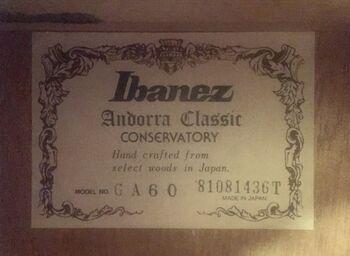 Ibanez
Andorra Classic
CONSERVATORY
Hand crafted from
select woods in Japan.
MODEL NO. GA60 81081436T
MADE IN JAPAN